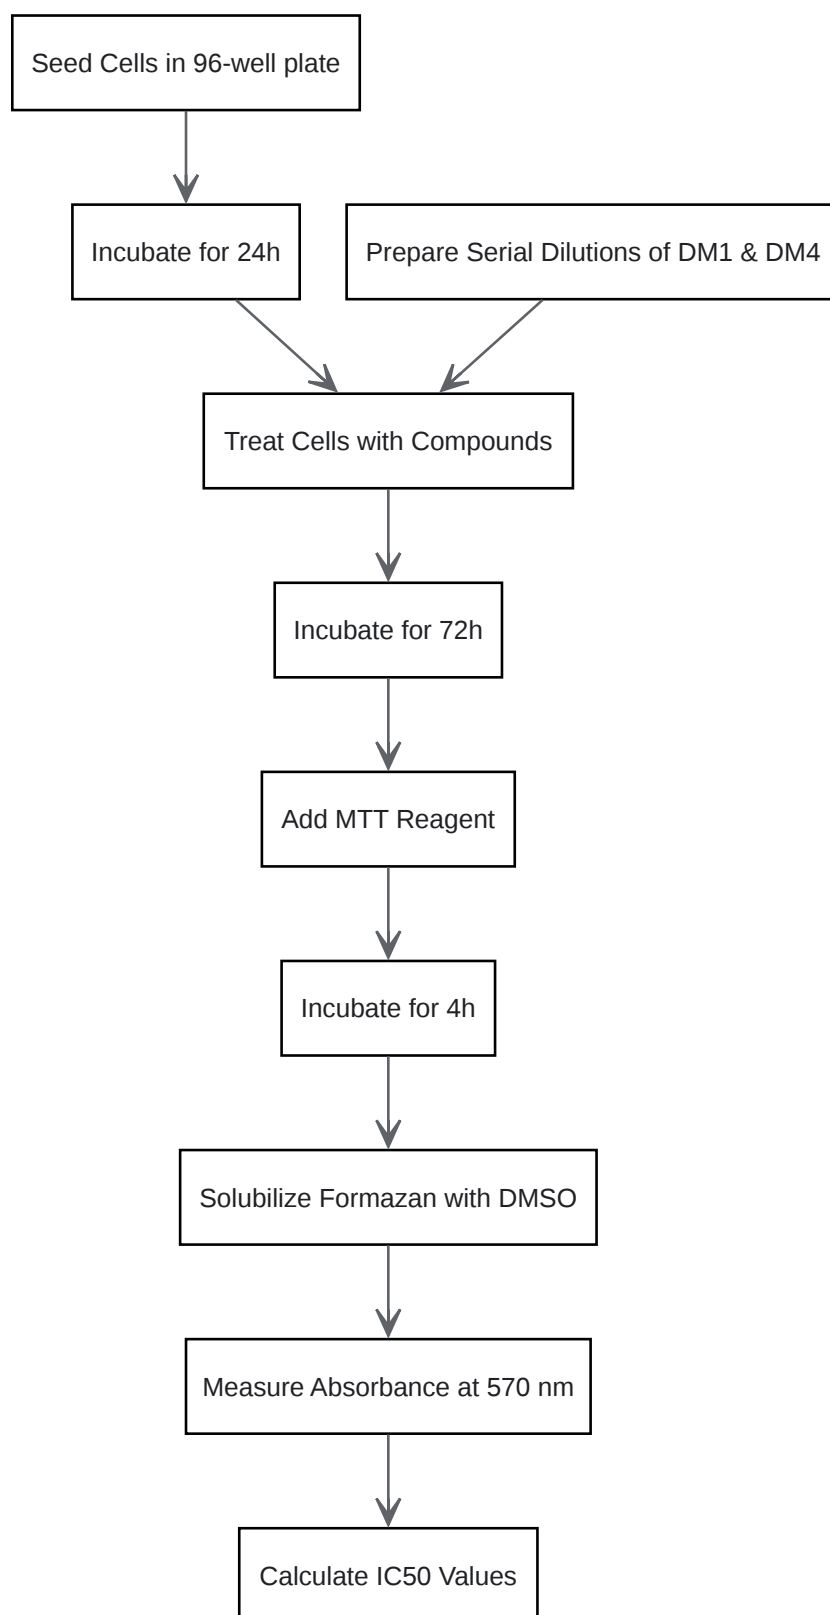 Seed Cells in 96-well plate
Incubate for 24h
Prepare Serial Dilutions of DM1 & DM4
Treat Cells with Compounds
Incubate for 72h
Add MTT Reagent
Incubate for 4h
Solubilize Formazan with DMSO
Measure Absorbance at 570 nm
Calculate IC50 Values